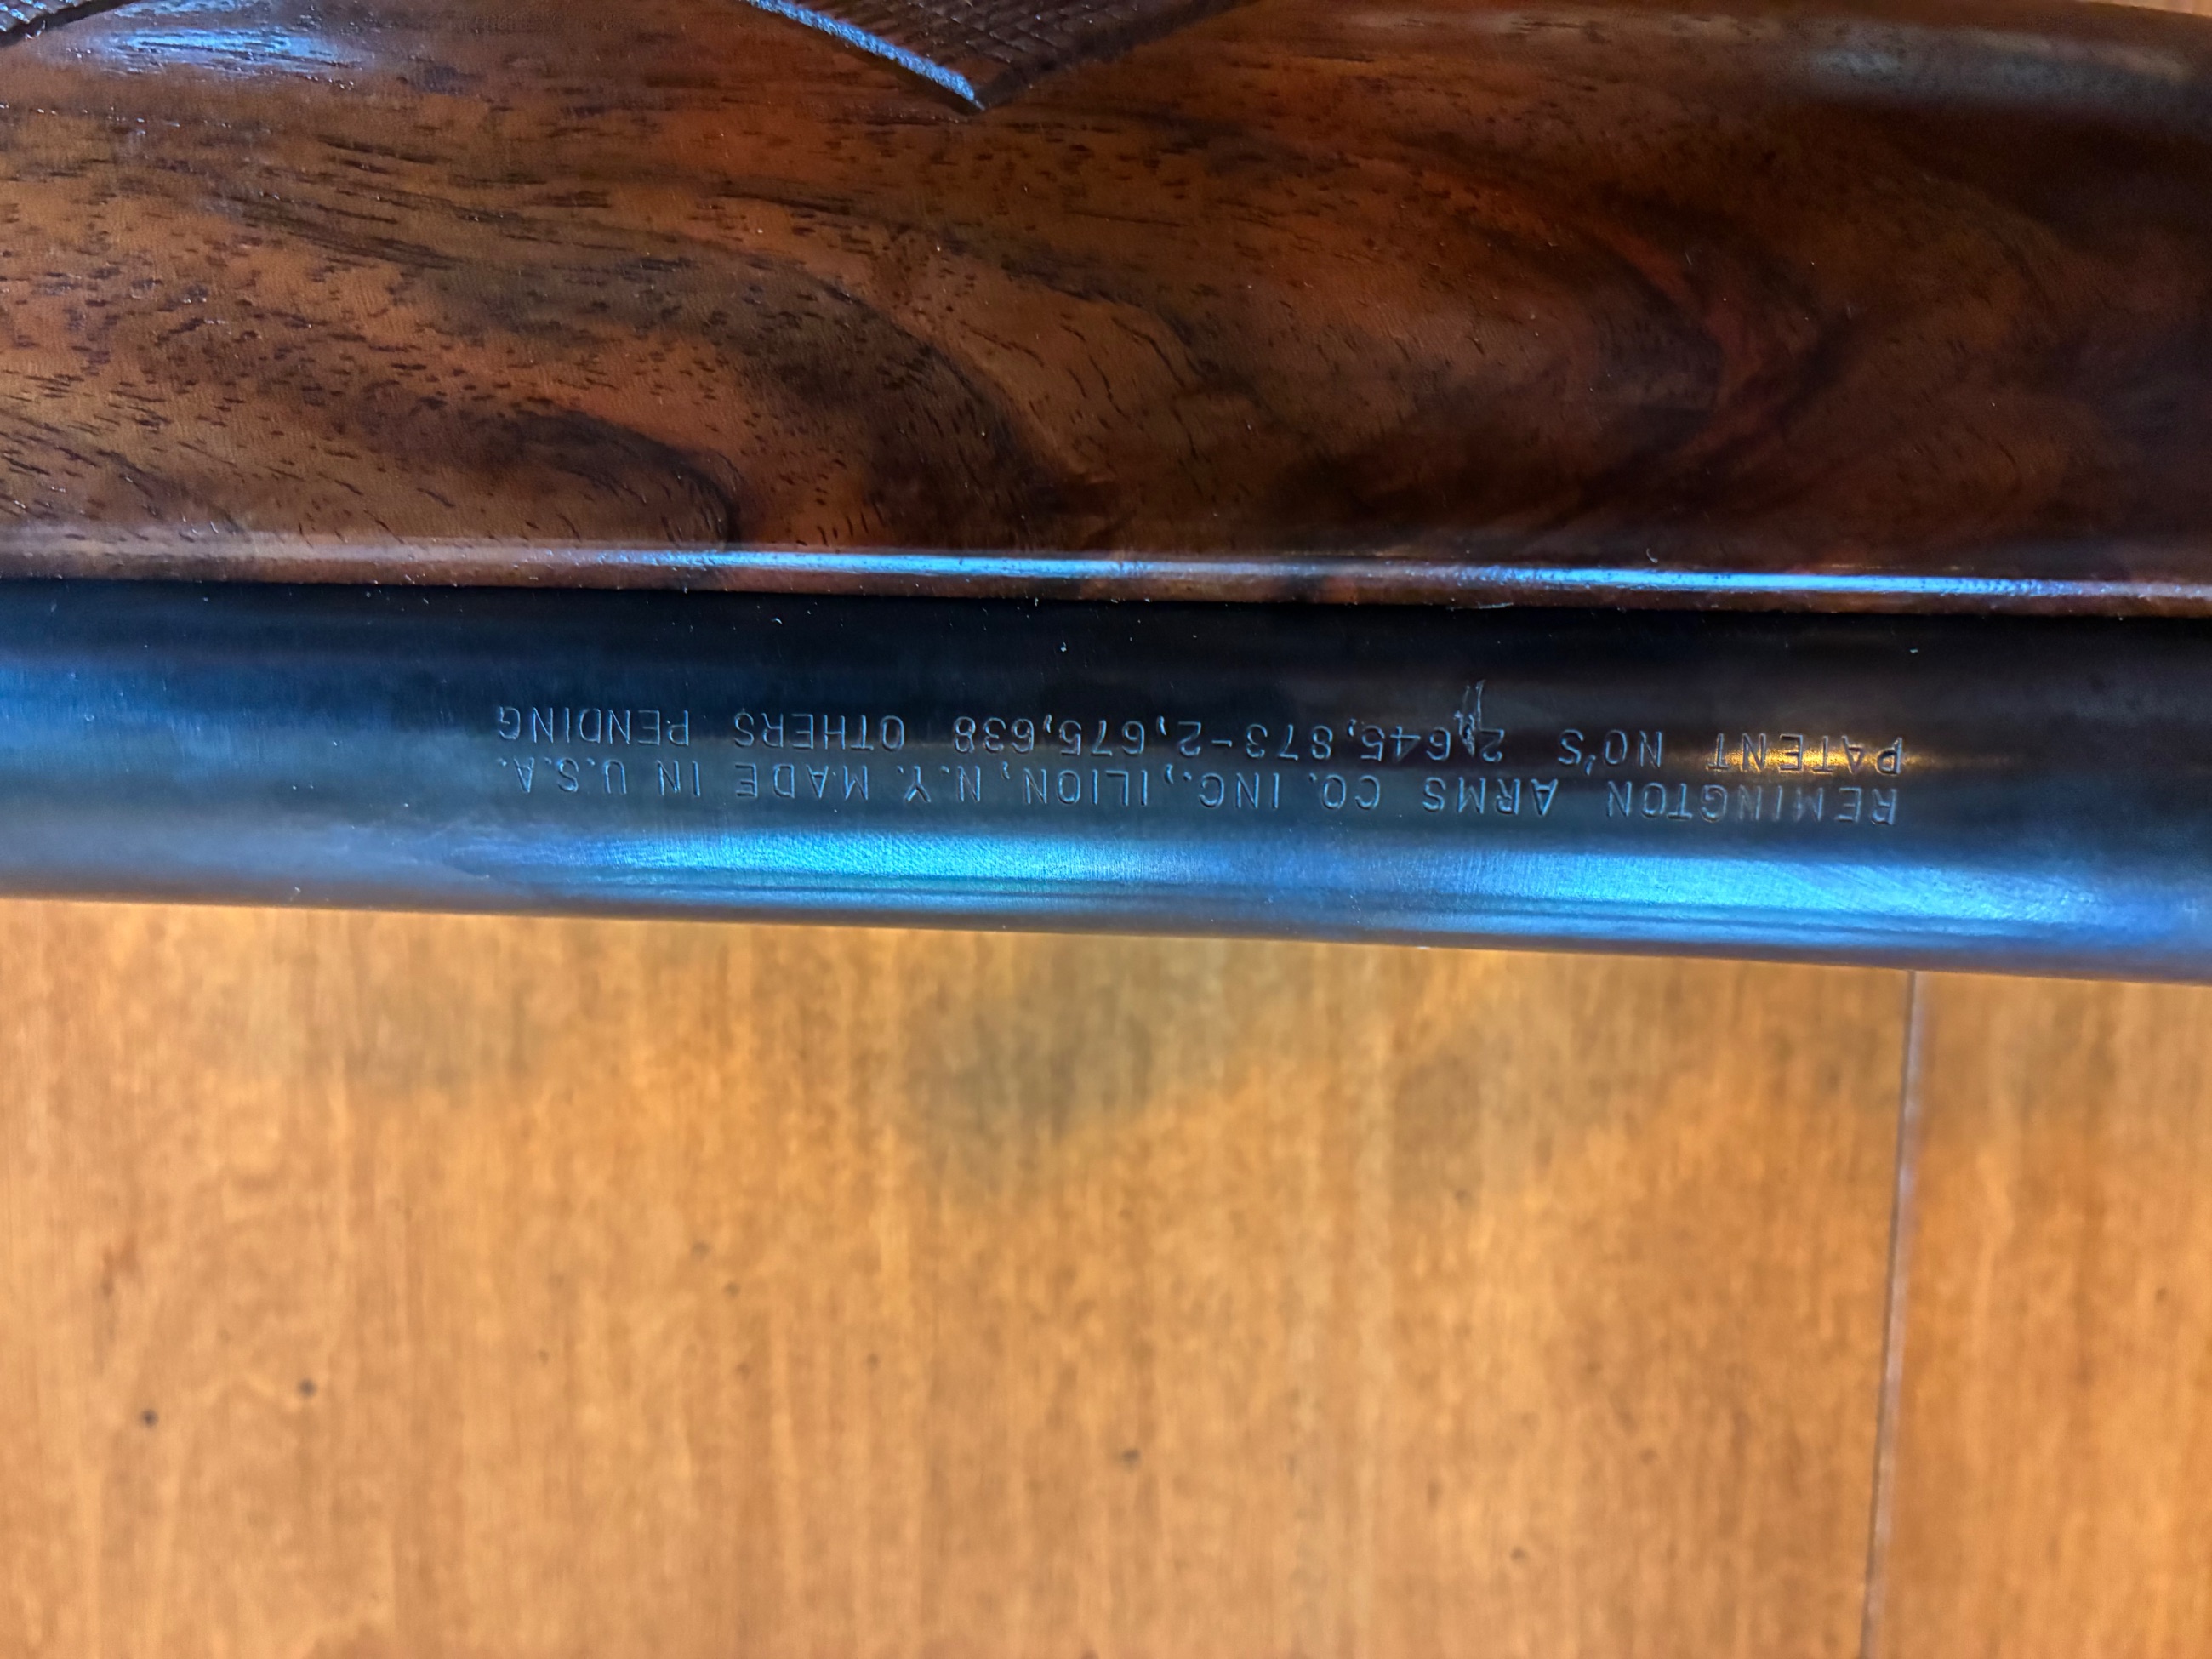 REMINGTON ARMS CO. INC., ILION, N.Y. MADE IN U.S.A.
PATENT NO'S 2,645,873-2,675,638 OTHERS PENDING